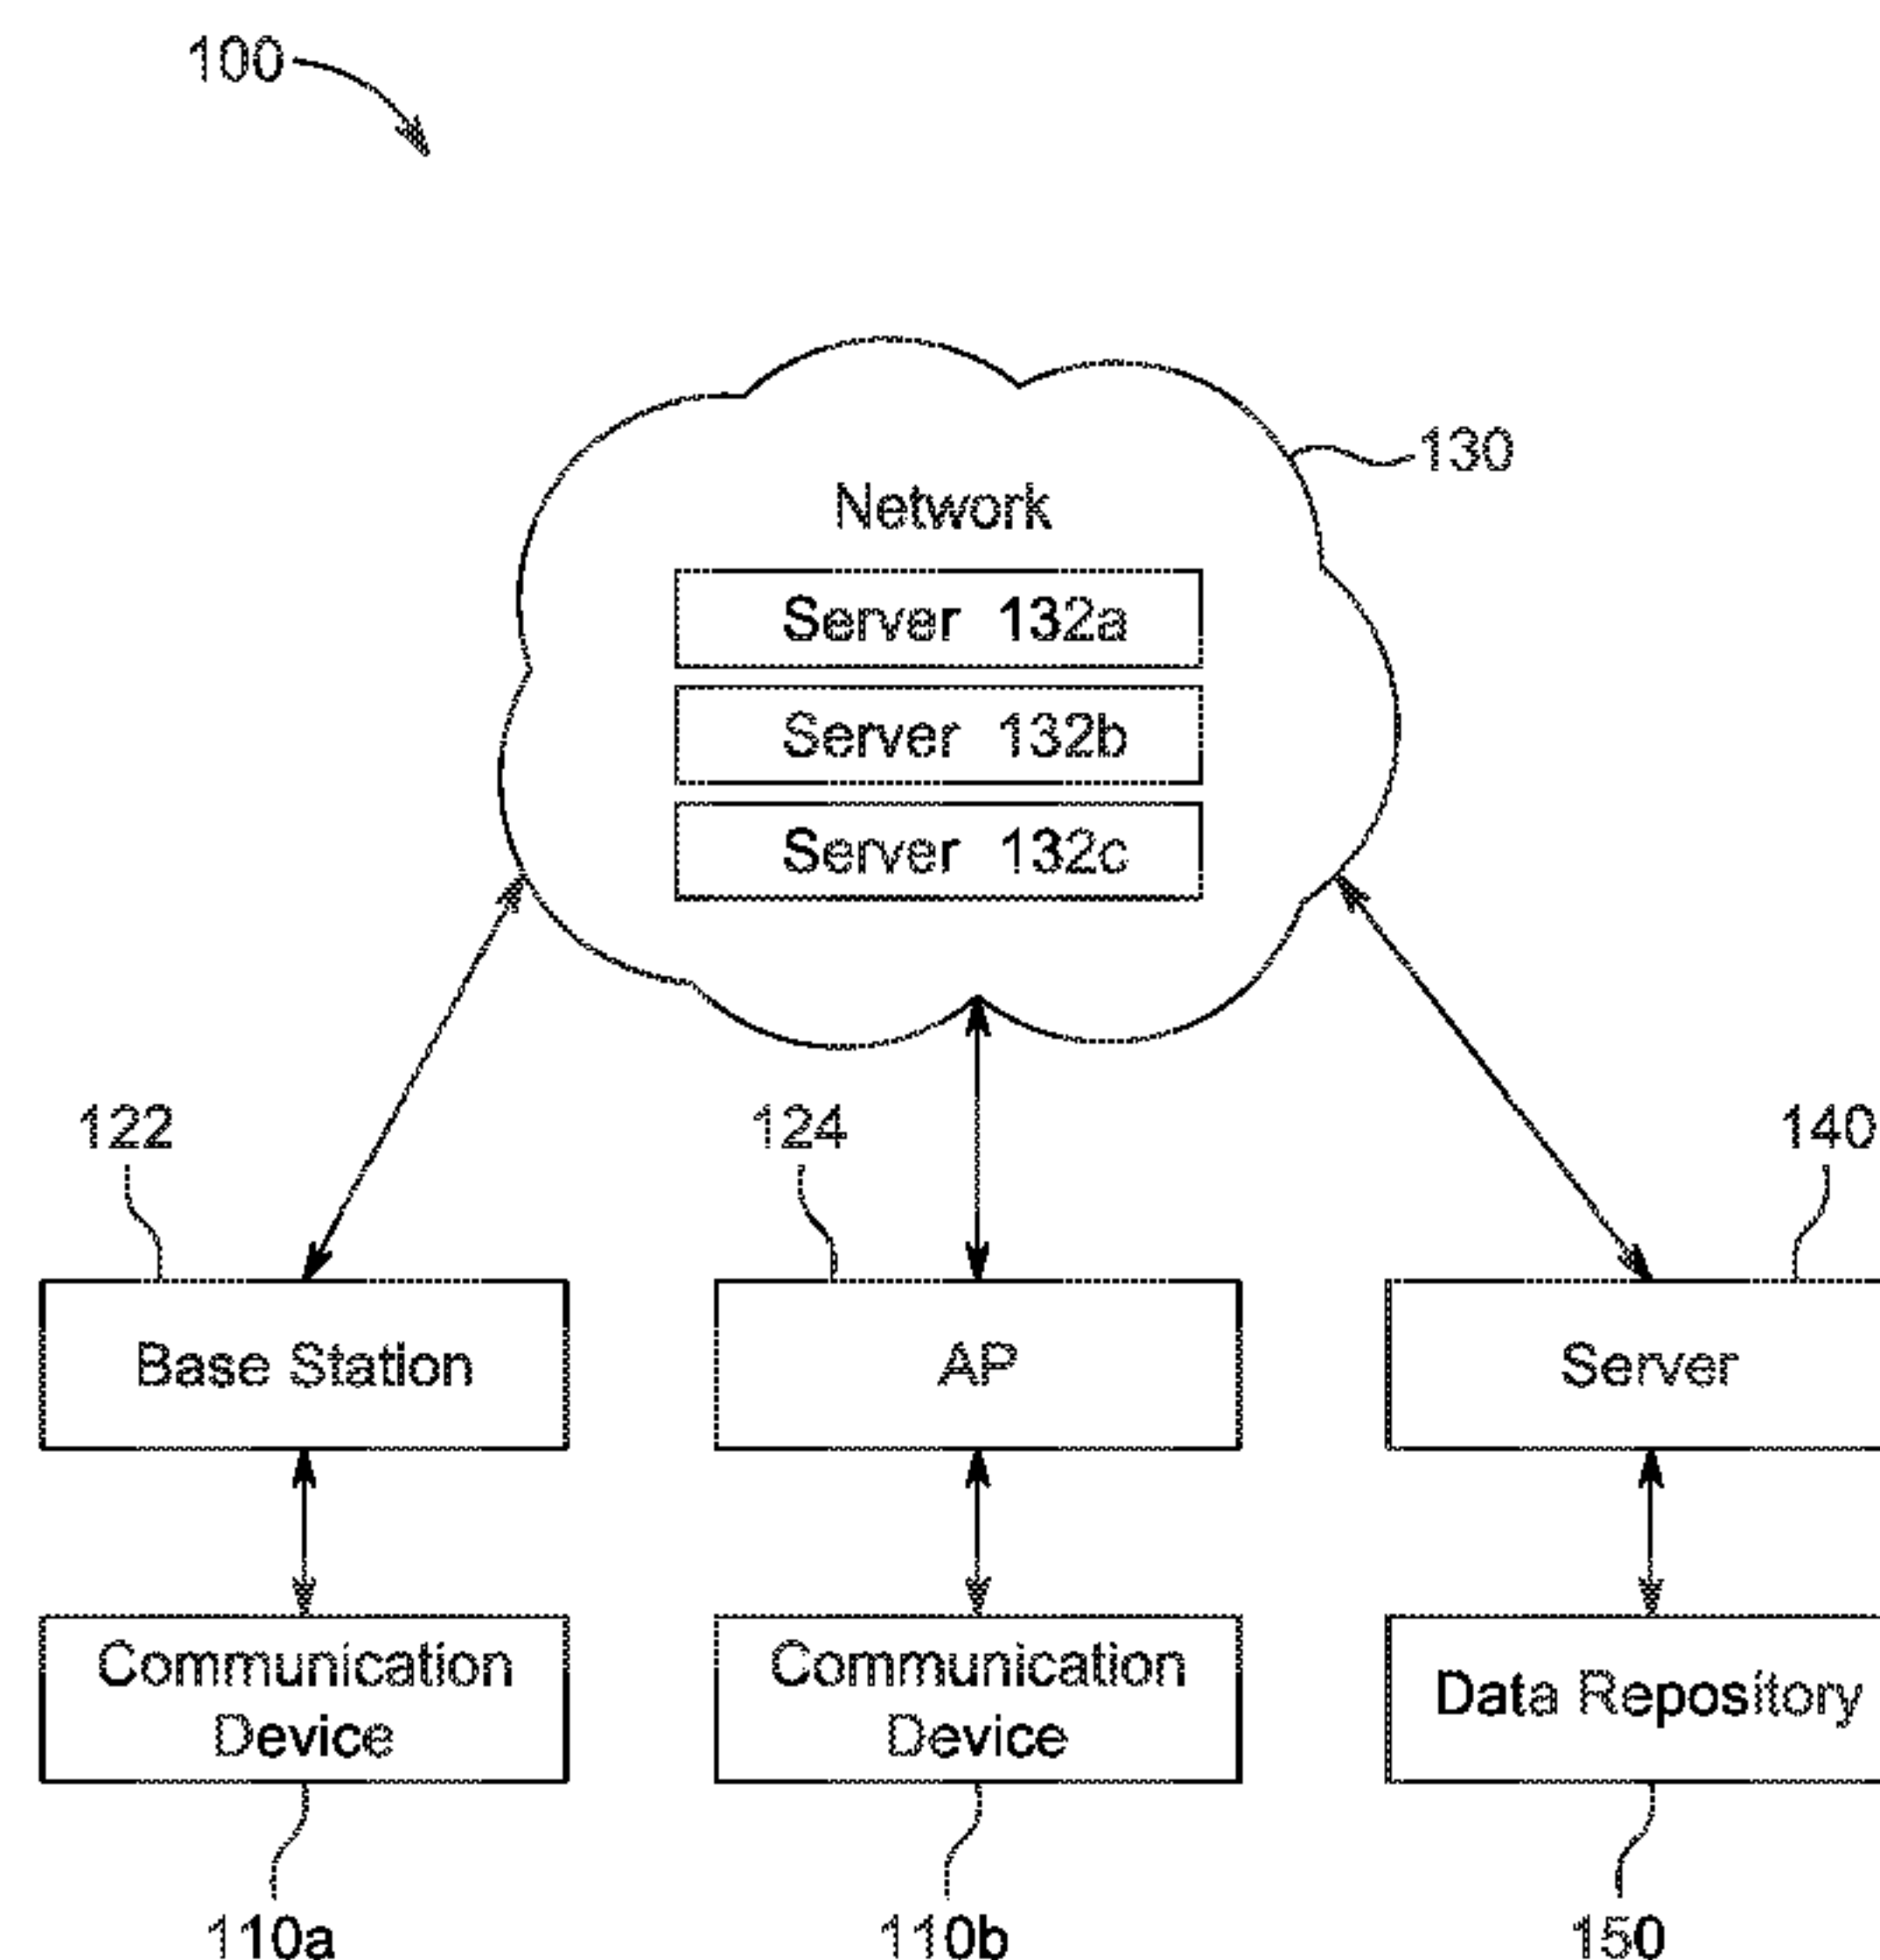 100
130
Network
Server 132a
Server 132b
Server 132c
122
124
140
Base Station
AP
Server
Communication
Device
Communication
Device
Data Repository
110a
110b
150